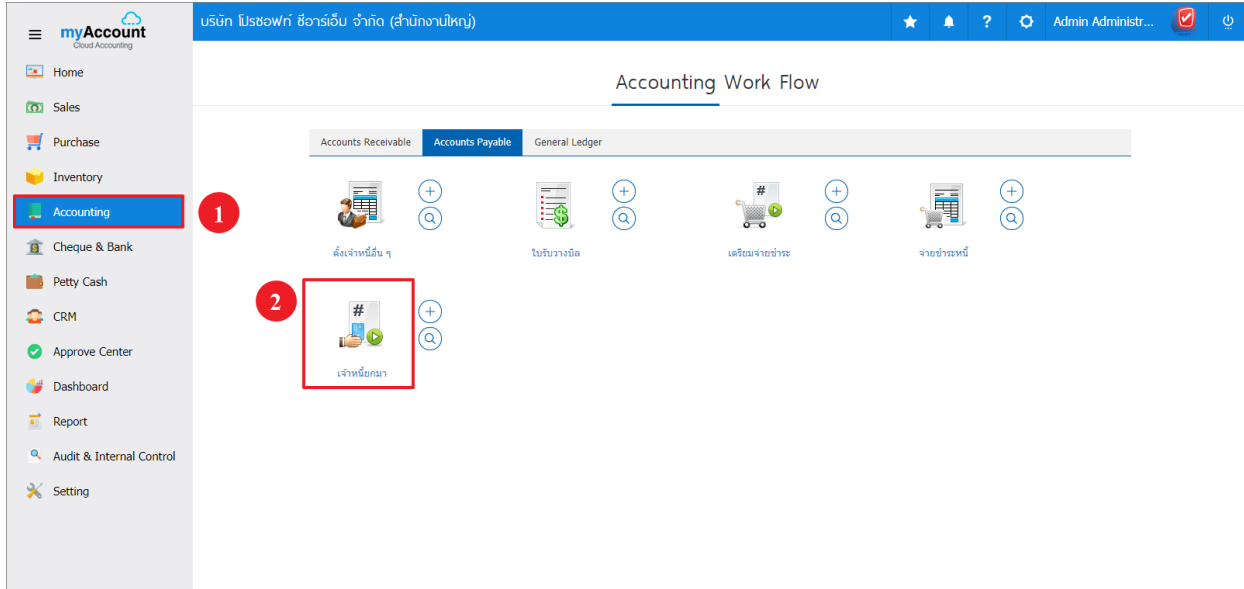 myAccount
Cloud Accounting
บริษัท โปรซอฟท์ ซีอาร์เอ็ม จำกัด (สำนักงานใหญ่)
?
Admin Administr...
Home
Sales
Purchase
Inventory
Accounting
Cheque & Bank
Petty Cash
CRM
Approve Center
Dashboard
Report
Audit & Internal Control
Setting
Accounting Work Flow
Accounts Receivable
Accounts Payable
General Ledger
1
#
ตั้งเจ้าหนี้อื่น ๆ
ใบรับวางบิล
เตรียมจ่ายชำระ
จ่ายชำระหนี้
2
#
เจ้าหนี้ยกมา